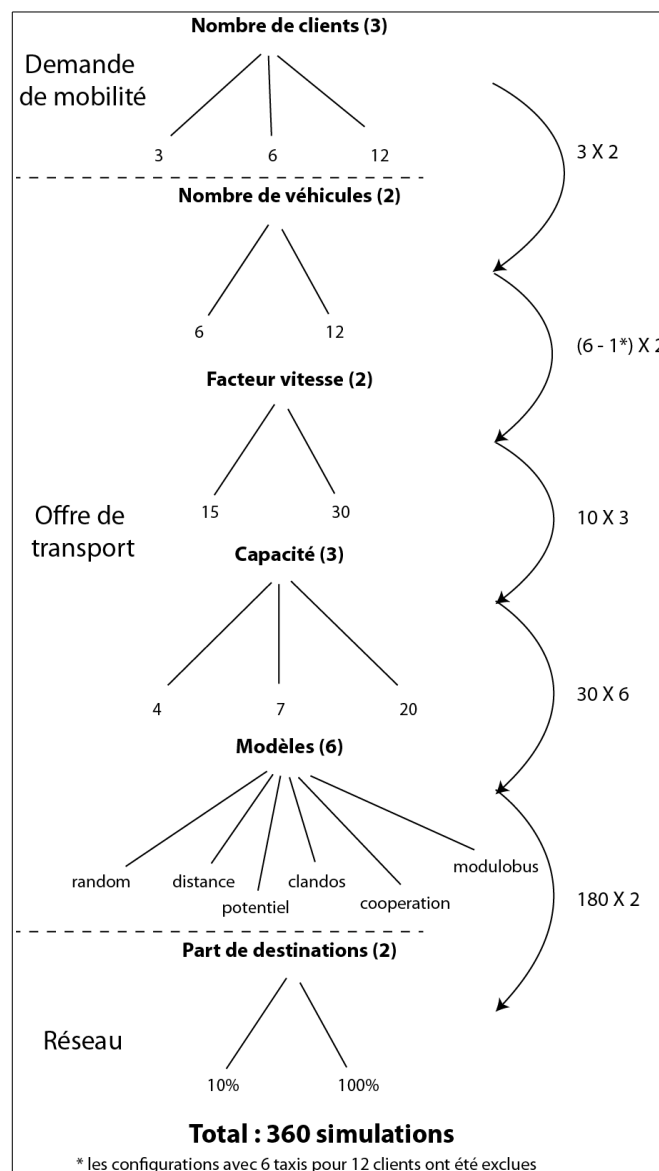 Nombre de clients (3)
Demande
de mobilité
3 6 12
3 X 2
Nombre de véhicules (2)
6 12
(6 - 1*) X 2
Facteur vitesse (2)
15 30
10 X 3
Offre de
transport
Capacité (3)
4 7 20
30 X 6
Modèles (6)
random distance potentiel clandos cooperation modulobus
180 X 2
Part de destinations (2)
Réseau
10% 100%
Total : 360 simulations
* les configurations avec 6 taxis pour 12 clients ont été exclues